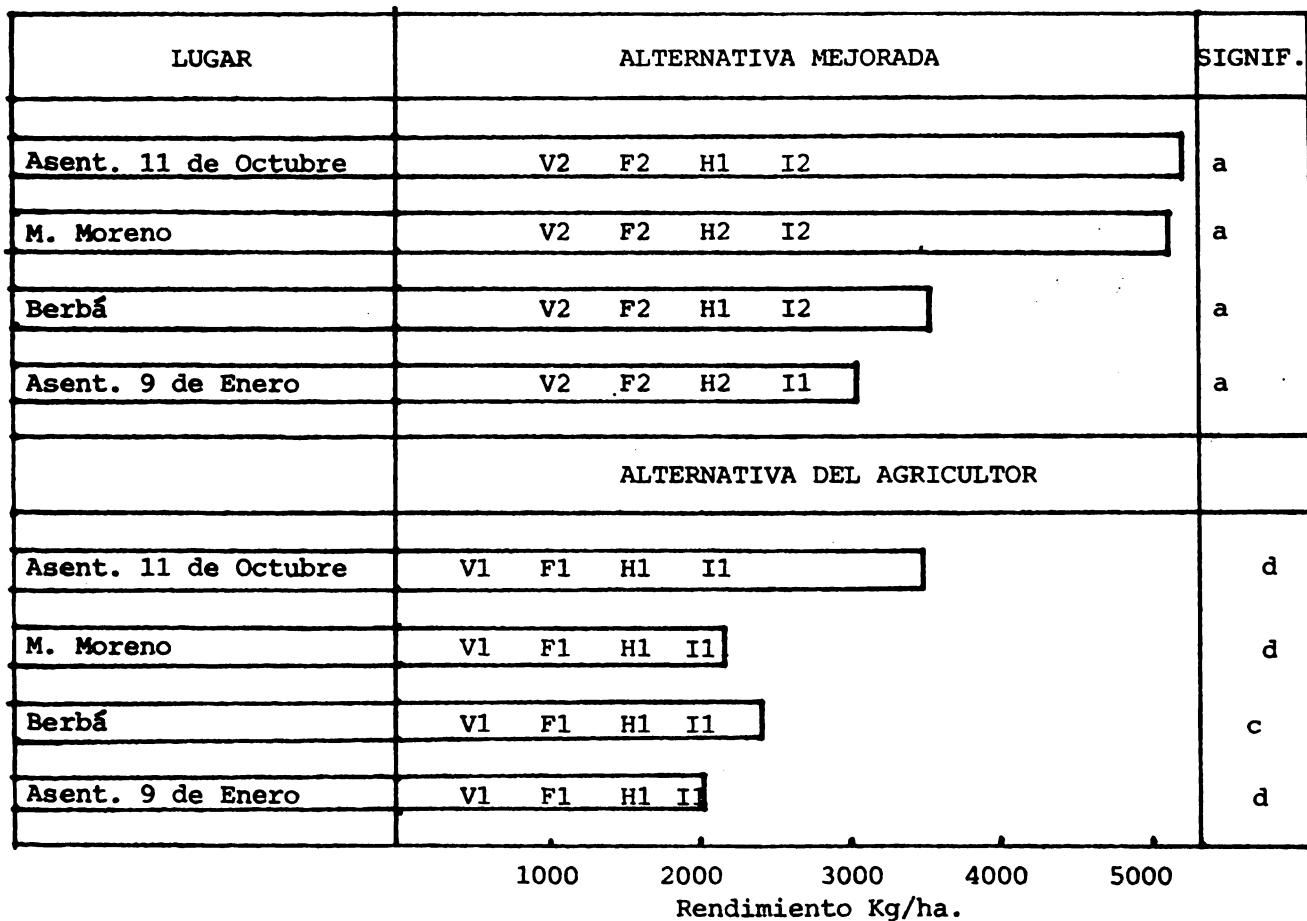 LUGAR ALTERNATIVA MEJORADA SIGNIF.
Asent. 11 de Octubre V2 F2 H1 I2 a
M. Moreno V2 F2 H2 I2 a
Berbá V2 F2 H1 I2 a
Asent. 9 de Enero V2 F2 H2 I1 a
ALTERNATIVA DEL AGRICULTOR
Asent. 11 de Octubre V1 F1 H1 I1 d
M. Moreno V1 F1 H1 I1 d
Berbá V1 F1 H1 I1 c
Asent. 9 de Enero V1 F1 H1 I1 d
1000 2000 3000 4000 5000
Rendimiento Kg/ha.